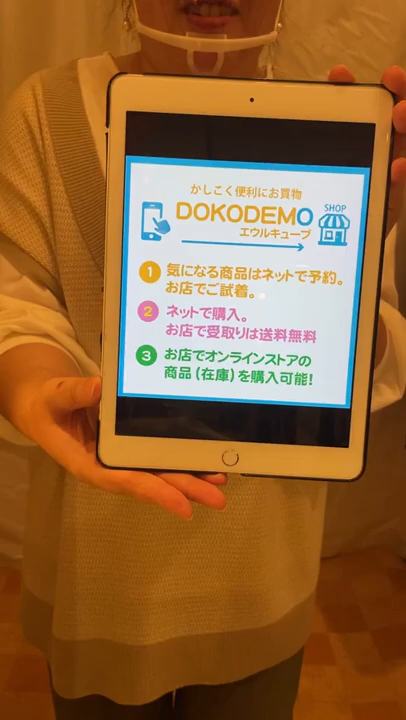 かしこく便利にお買物
DOKODEMO
エウルキューブ
SHOP
1 気になる商品はネットで予約。
お店でご試着。
2 ネットで購入。
お店で受取りは送料無料
3 お店でオンラインストアの
商品(在庫)を購入可能!